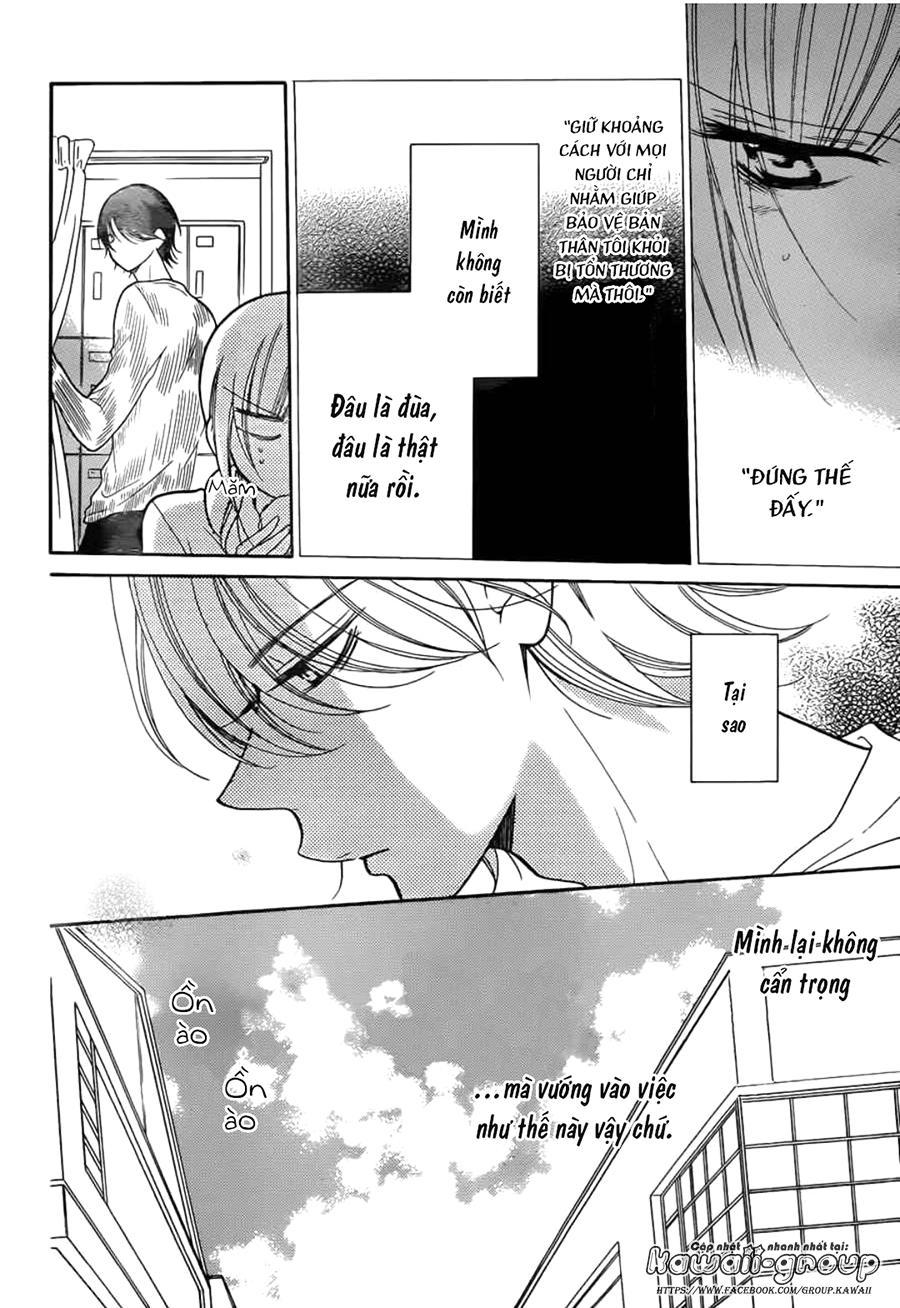 "GIỮ KHOẢNG
CÁCH VỚI MỌI
NGƯỜI CHỈ
NHẰM GIÚP
BẢO VỆ BẢN
THÂN TÔI KHỎI
BỊ TỔN THƯƠNG
MÀ THÔI."
"ĐÚNG THẾ
ĐẤY."
Mình
không
còn biết
Đâu là đùa,
đâu là thật
nữa rồi.
Măm
Tại
sao
Mình lại không
cẩn trọng
Ồn
ào
Ồn
ào
...mà vướng vào việc
như thế này vậy chứ.
Cập nhật nhanh nhất tại:
kawaii-group
HTTPS://WWW.FACEBOOK.COM/GROUP.KAWAII